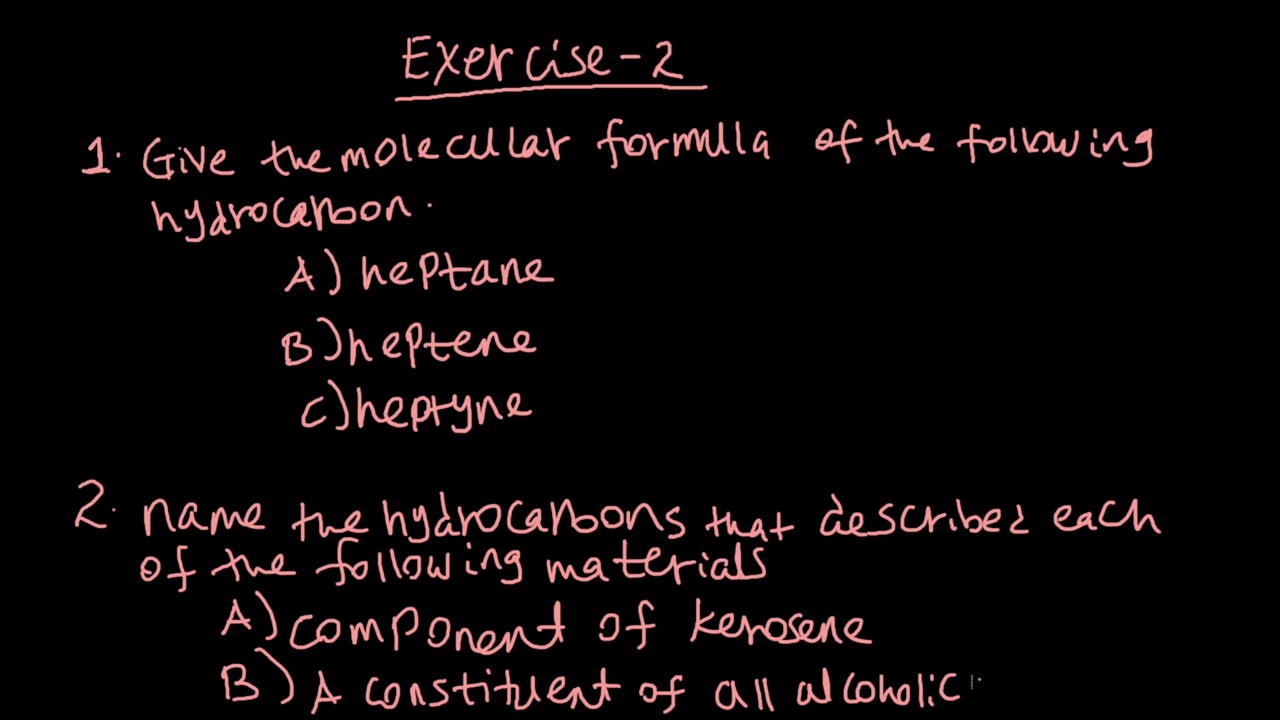 Exercise-2
1. Give the molecular formula of the following
hydrocarbon.
A) heptane
B) heptene
C) heptyne
2. name the hydrocarbons that described each
of the following materials
A) component of kerosene
B) A constituent of all alcoholic